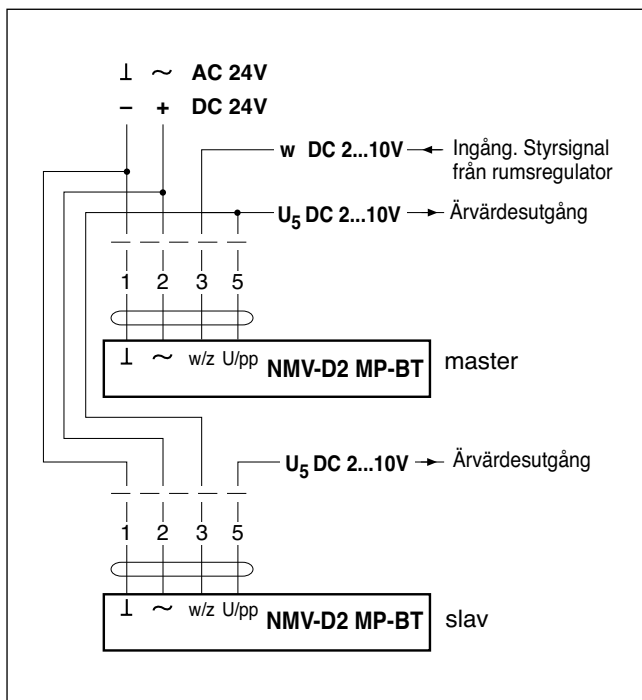 ⊥ ~ AC 24V
– + DC 24V
w DC 2...10V Ingång. Styrsignal
från rumsregulator
U5 DC 2...10V Ärvärdesutgång
1 2 3 5
⊥ ~ w/z U/pp NMV-D2 MP-BT master
U5 DC 2...10V Ärvärdesutgång
1 2 3 5
⊥ ~ w/z U/pp NMV-D2 MP-BT slav